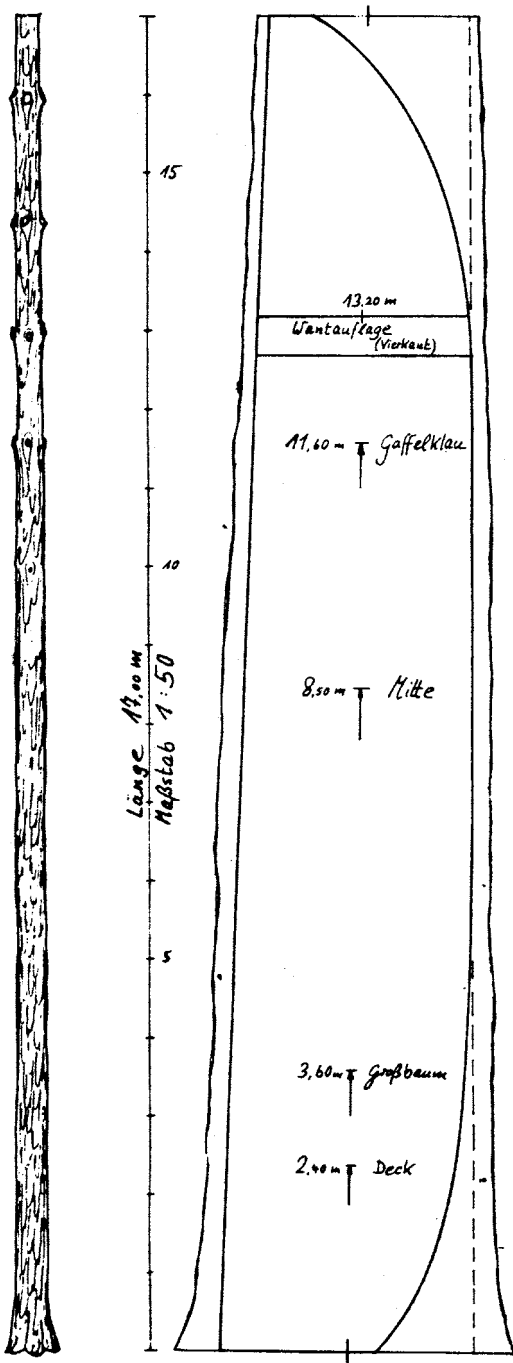 15
13.20 m
Wantauflage
(Vierkant)
11,60 m Gaffelklau
10
8,50 m Mitte
Länge 17,00 m
Maßstab 1:50
5
3,60 m Großbaum
2,40 m Deck